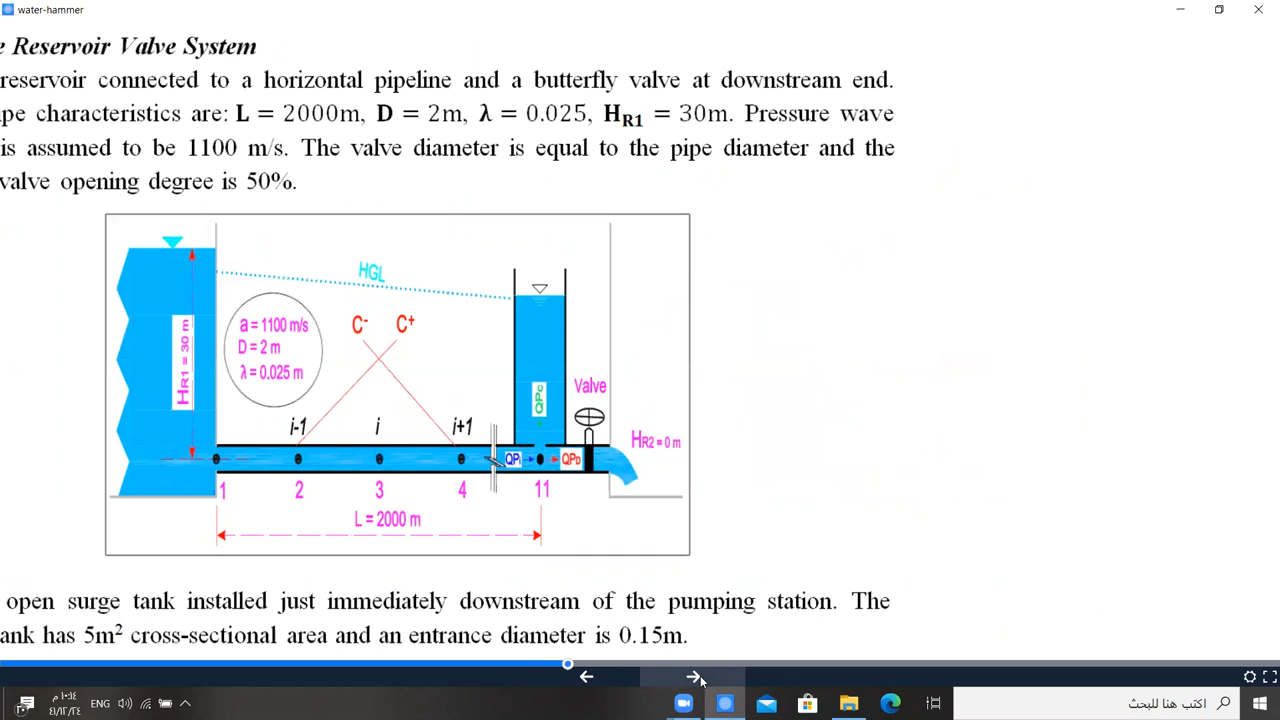 water-hammer
e Reservoir Valve System
reservoir connected to a horizontal pipeline and a butterfly valve at downstream end.
pe characteristics are: L = 2000m, D = 2m, λ = 0.025, H_R1 = 30m. Pressure wave
is assumed to be 1100 m/s. The valve diameter is equal to the pipe diameter and the
valve opening degree is 50%.
HGL
a = 1100 m/s
D = 2 m
λ = 0.025 m
C- C+
HR1 = 30 m
QPc
Valve
i-1 i i+1
HR2 = 0 m
QPi
QPD
1 2 3 4 11
L = 2000 m
open surge tank installed just immediately downstream of the pumping station. The
ank has 5m² cross-sectional area and an entrance diameter is 0.15m.
ENG
اكتب هنا للبحث